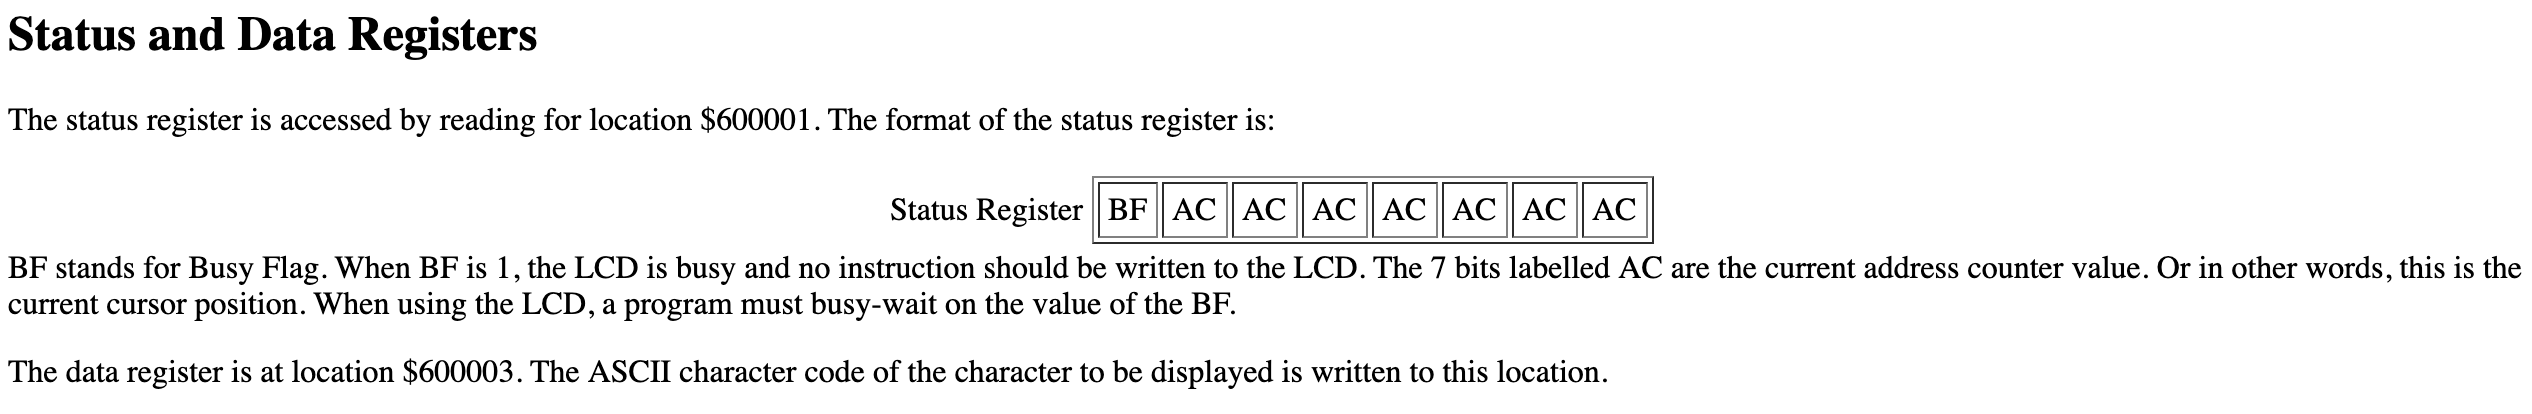 Status and Data Registers
The status register is accessed by reading for location $600001. The format of the status register is:
Status Register BF AC AC AC AC AC AC AC
BF stands for Busy Flag. When BF is 1, the LCD is busy and no instruction should be written to the LCD. The 7 bits labelled AC are the current address counter value. Or in other words, this is the
current cursor position. When using the LCD, a program must busy-wait on the value of the BF.
The data register is at location $600003. The ASCII character code of the character to be displayed is written to this location.